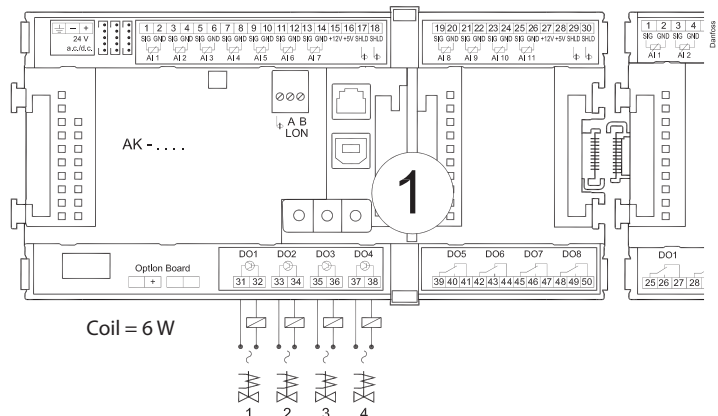 ⏚ – +
24 V
a.c./d.c.
1 2 3 4 5 6 7 8 9 10 11 12 13 14 15 16 17 18
SIG GND SIG GND SIG GND SIG GND SIG GND SIG GND SIG GND +12V +5V SHLD SHLD
AI 1 AI 2 AI 3 AI 4 AI 5 AI 6 AI 7
19 20 21 22 23 24 25 26 27 28 29 30
SIG GND SIG GND SIG GND SIG GND +12V +5V SHLD SHLD
AI 8 AI 9 AI 10 AI 11
1 2 3 4
SIG GND SIG GND
AI 1 AI 2
Danfoss
A B
LON
AK - . . . .
1
Option Board
+
DO1 DO2 DO3 DO4
31 32 33 34 35 36 37 38
DO5 DO6 DO7 DO8
39 40 41 42 43 44 45 46 47 48 49 50
DO1
25 26 27 28
Coil = 6 W
1 2 3 4